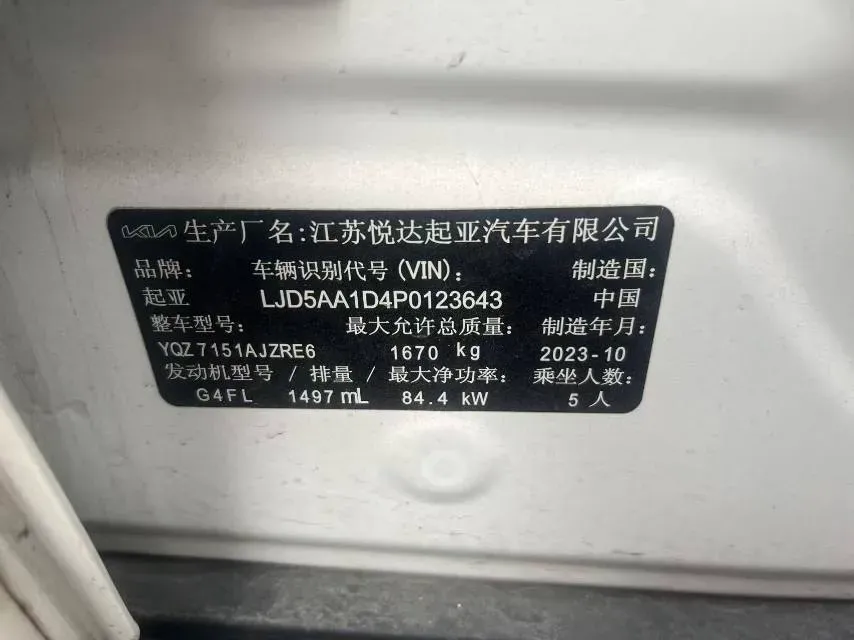 KIA 生产厂名:江苏悦达起亚汽车有限公司
品牌: 车辆识别代号(VIN): 制造国:
起亚 LJD5AA1D4P0123643 中国
整车型号: 最大允许总质量: 制造年月:
YQZ7151AJZRE6 1670 kg 2023-10
发动机型号 / 排量 / 最大净功率: 乘坐人数:
G4FL 1497 mL 84.4 kW 5 人